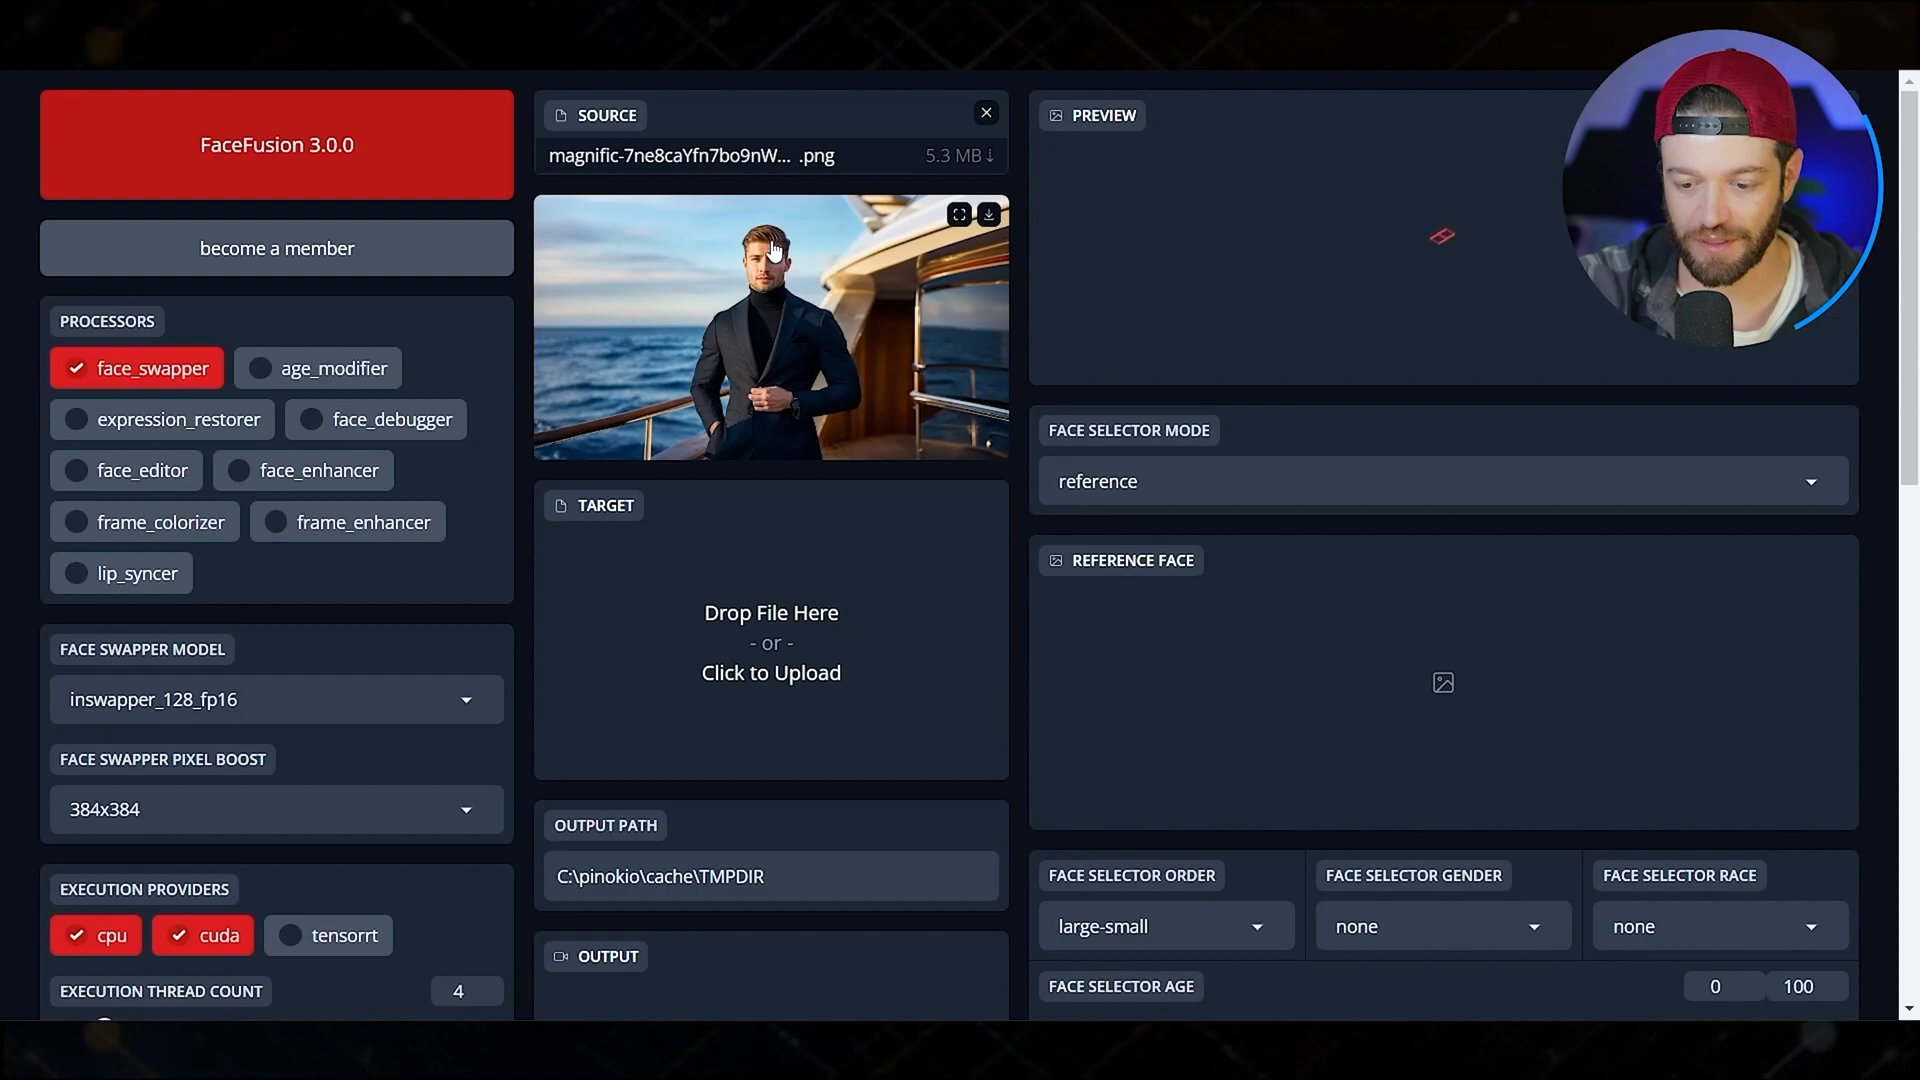 FaceFusion 3.0.0
become a member
PROCESSORS
face_swapper
age_modifier
expression_restorer
face_debugger
face_editor
face_enhancer
frame_colorizer
frame_enhancer
lip_syncer
FACE SWAPPER MODEL
inswapper_128_fp16
FACE SWAPPER PIXEL BOOST
384x384
EXECUTION PROVIDERS
cpu
cuda
tensorrt
EXECUTION THREAD COUNT
4
SOURCE
magnific-7ne8caYfn7bo9nW... .png
5.3 MB↓
TARGET
Drop File Here
- or -
Click to Upload
OUTPUT PATH
C:\pinokio\cache\TMPDIR
OUTPUT
PREVIEW
FACE SELECTOR MODE
reference
REFERENCE FACE
FACE SELECTOR ORDER
large-small
FACE SELECTOR GENDER
none
FACE SELECTOR RACE
none
FACE SELECTOR AGE
0
100